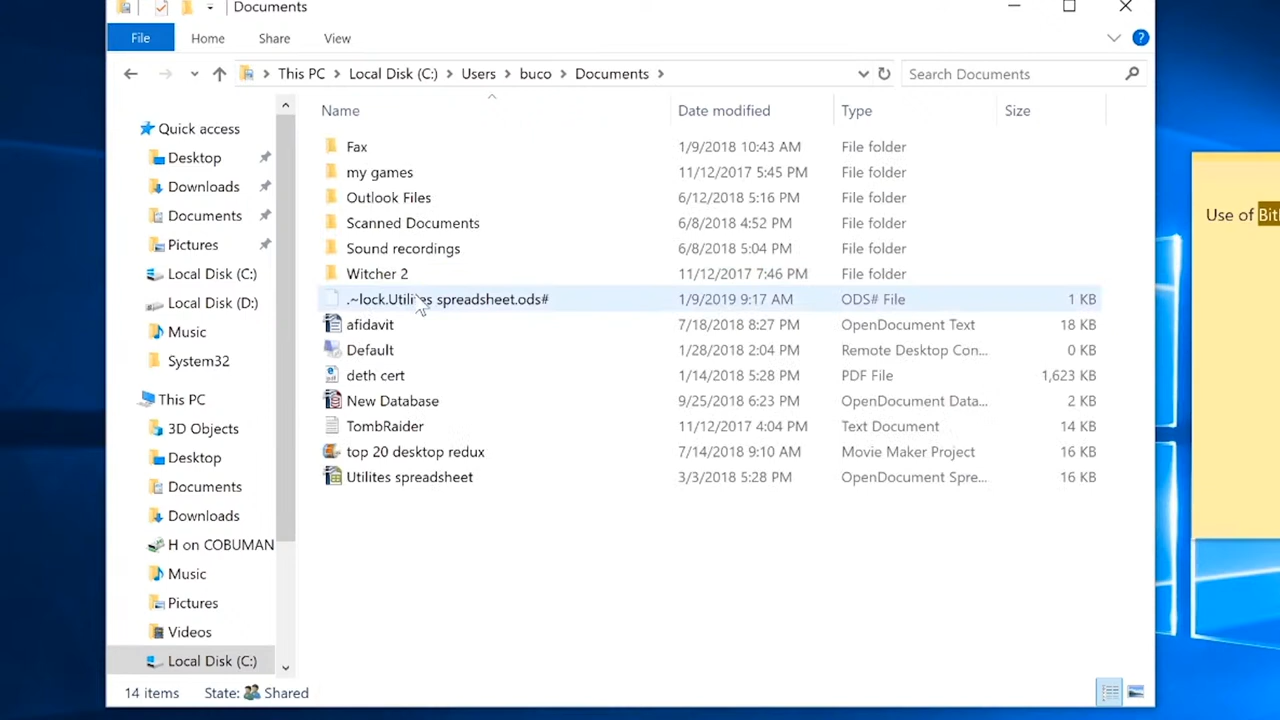 Documents
File Home Share View
This PC Local Disk (C:) Users buco Documents Search Documents
Name Date modified Type Size
Quick access
Desktop
Downloads
Documents
Pictures
Local Disk (C:)
Local Disk (D:)
Music
System32
This PC
3D Objects
Desktop
Documents
Downloads
H on COBUMAN
Music
Pictures
Videos
Local Disk (C:)
Fax 1/9/2018 10:43 AM File folder
my games 11/12/2017 5:45 PM File folder
Outlook Files 6/12/2018 5:16 PM File folder
Scanned Documents 6/8/2018 4:52 PM File folder
Sound recordings 6/8/2018 5:04 PM File folder
Witcher 2 11/12/2017 7:46 PM File folder
.~lock.Utilites spreadsheet.ods# 1/9/2019 9:17 AM ODS# File 1 KB
afidavit 7/18/2018 8:27 PM OpenDocument Text 18 KB
Default 1/28/2018 2:04 PM Remote Desktop Con... 0 KB
deth cert 1/14/2018 5:28 PM PDF File 1,623 KB
New Database 9/25/2018 6:23 PM OpenDocument Data... 2 KB
TombRaider 11/12/2017 4:04 PM Text Document 14 KB
top 20 desktop redux 7/14/2018 9:10 AM Movie Maker Project 16 KB
Utilites spreadsheet 3/3/2018 5:28 PM OpenDocument Spre... 16 KB
14 items State: Shared
Use of Bit